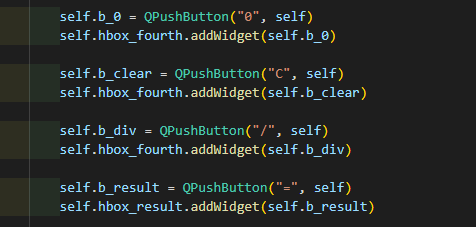 self.b_0 = QPushButton("0", self)
self.hbox_fourth.addWidget(self.b_0)
self.b_clear = QPushButton("C", self)
self.hbox_fourth.addWidget(self.b_clear)
self.b_div = QPushButton("/", self)
self.hbox_fourth.addWidget(self.b_div)
self.b_result = QPushButton("=", self)
self.hbox_result.addWidget(self.b_result)